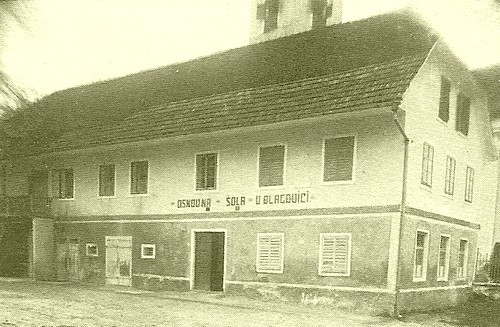 OSNOVNA - ŠOLA - V BLAGOVICI